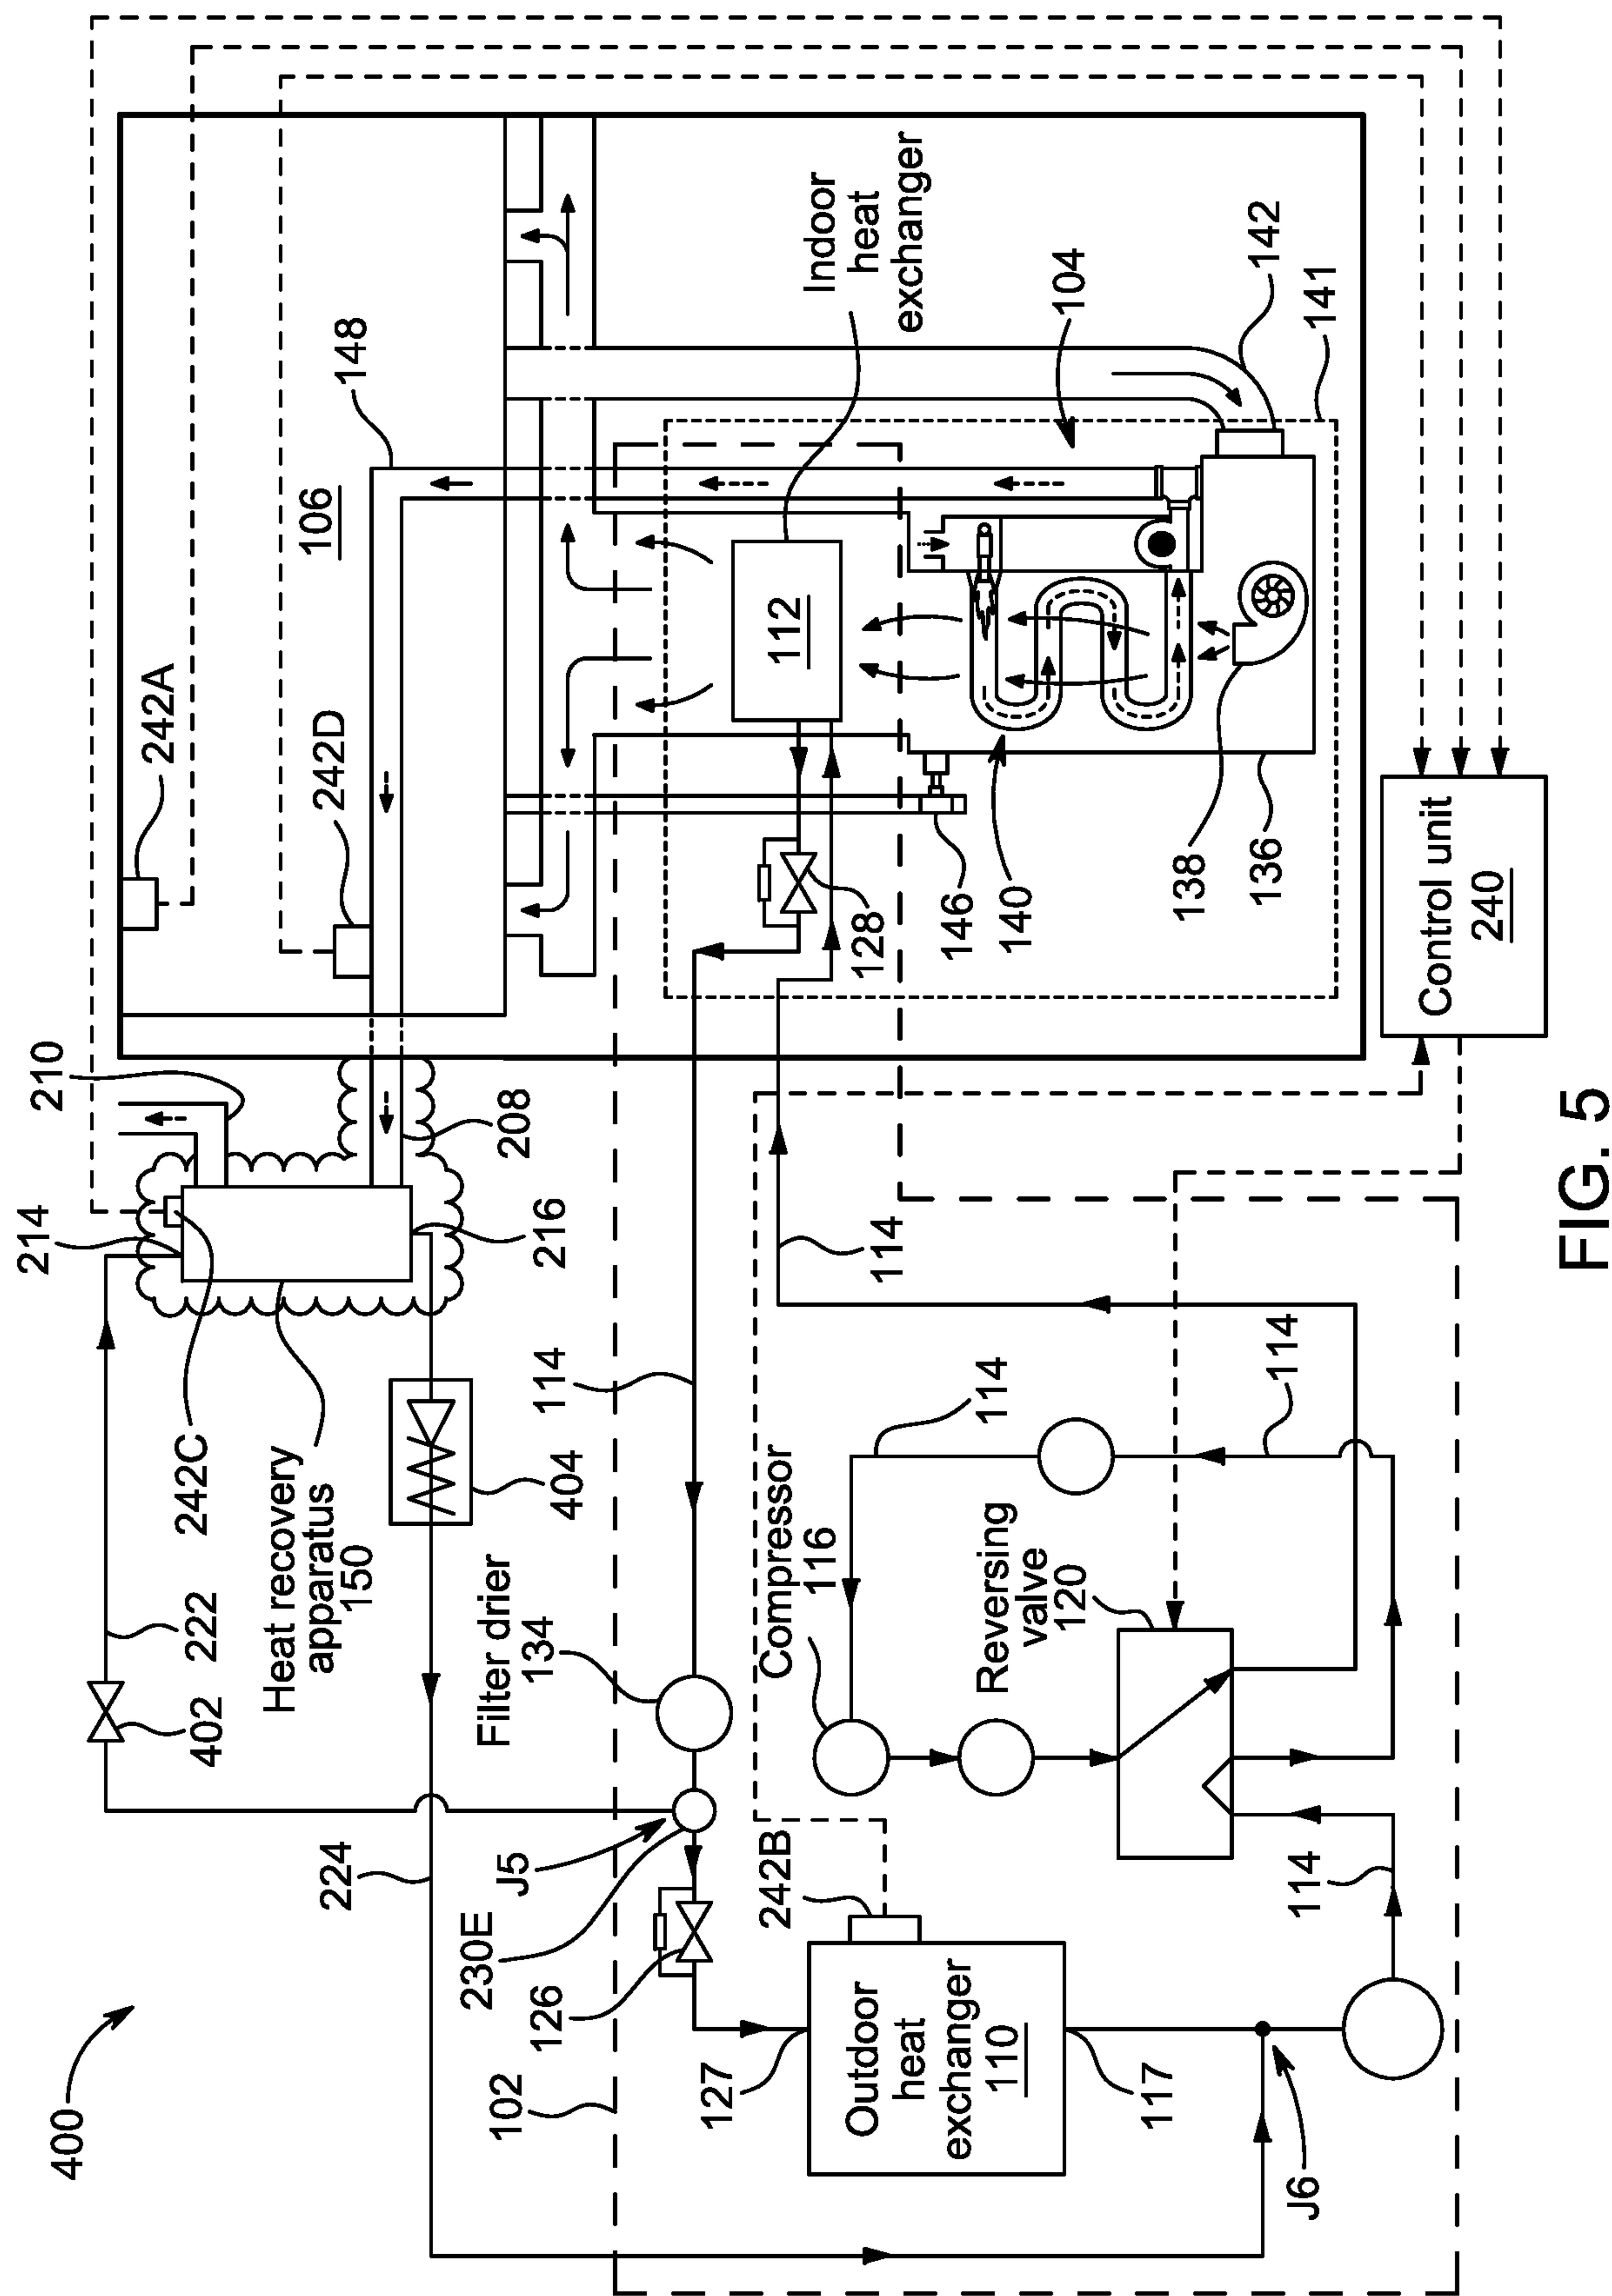 400
102
222
402
224
214
210
242C
Heat recovery
apparatus
150
404
216
208
Filter drier
134
114
J5
230E
126
127
Outdoor
heat
exchanger
110
117
J6
242B
Compressor
116
Reversing
valve
120
114
114
114
114
242A
242D
106
148
Indoor
heat
exchanger
112
128
146
140
138
136
104
142
141
Control unit
240
FIG. 5